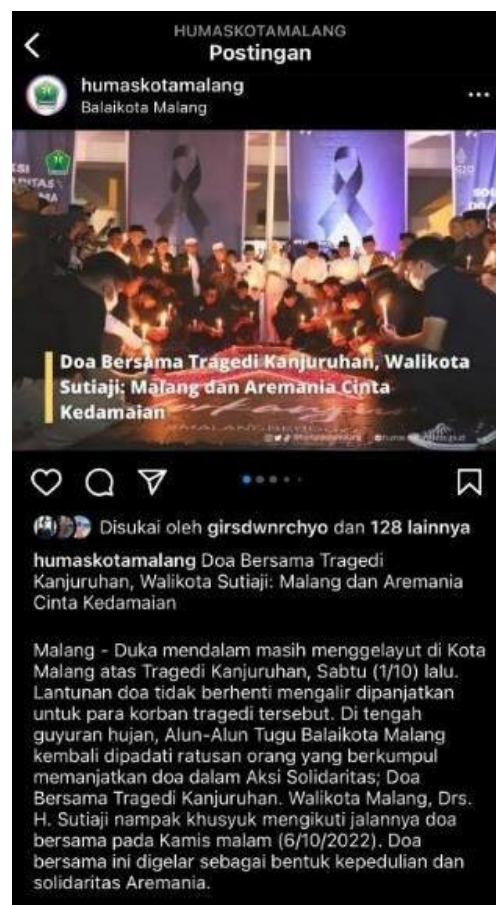 HUMASKOTAMALANG
Postingan
humaskotamalang
Balaikota Malang
Doa Bersama Tragedi Kanjuruhan, Walikota
Sutiaji: Malang dan Aremania Cinta
Kedamaian
Disukai oleh girsdwnrchyo dan 128 lainnya
humaskotamalang Doa Bersama Tragedi
Kanjuruhan, Walikota Sutiaji: Malang dan Aremania
Cinta Kedamaian
Malang - Duka mendalam masih menggelayut di Kota
Malang atas Tragedi Kanjuruhan, Sabtu (1/10) lalu.
Lantunan doa tidak berhenti mengalir dipanjatkan
untuk para korban tragedi tersebut. Di tengah
guyuran hujan, Alun-Alun Tugu Balaikota Malang
kembali dipadati ratusan orang yang berkumpul
memanjatkan doa dalam Aksi Solidaritas; Doa
Bersama Tragedi Kanjuruhan. Walikota Malang, Drs.
H. Sutiaji nampak khusyuk mengikuti jalannya doa
bersama pada Kamis malam (6/10/2022). Doa
bersama ini digelar sebagai bentuk kepedulian dan
solidaritas Aremania.